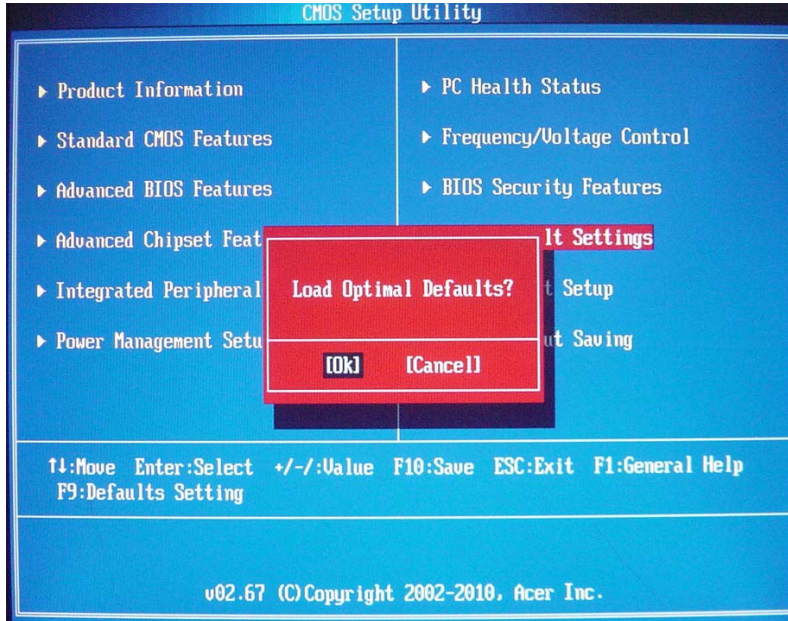 CMOS Setup Utility
▶ Product Information
▶ Standard CMOS Features
▶ Advanced BIOS Features
▶ Advanced Chipset Feat
▶ Integrated Peripheral
▶ Power Management Setu
▶ PC Health Status
▶ Frequency/Voltage Control
▶ BIOS Security Features
lt Settings
t Setup
ut Saving
Load Optimal Defaults?
[Ok] [Cancel]
↑↓:Move Enter:Select +/-/:Value F10:Save ESC:Exit F1:General Help
F9:Defaults Setting
v02.67 (C)Copyright 2002-2010, Acer Inc.